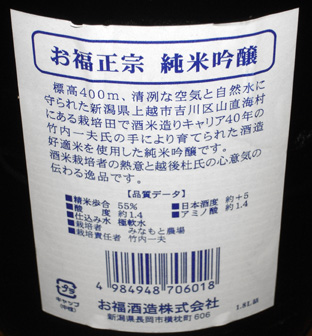 お福正宗 純米吟醸
標高400m、清冽な空気と自然水に
守られた新潟県上越市吉川区山直海村
にある栽培田で酒米造りキャリア40年の
竹内一夫氏の手により育てられた酒造
好適米を使用した純米吟醸です。
酒米栽培者の熱意と越後杜氏の心意気の
伝わる逸品です。
【品質データ】
■精米歩合 55% ■日本酒度 約+5
■酸度 約1.4 ■アミノ酸 約1.4
■仕込み水 極軟水
■栽培者 みなもと農場
■栽培責任者 竹内一夫
4 984948 706018
キャップ
お福酒造株式会社
新潟県長岡市横枕町606
1.8L詰